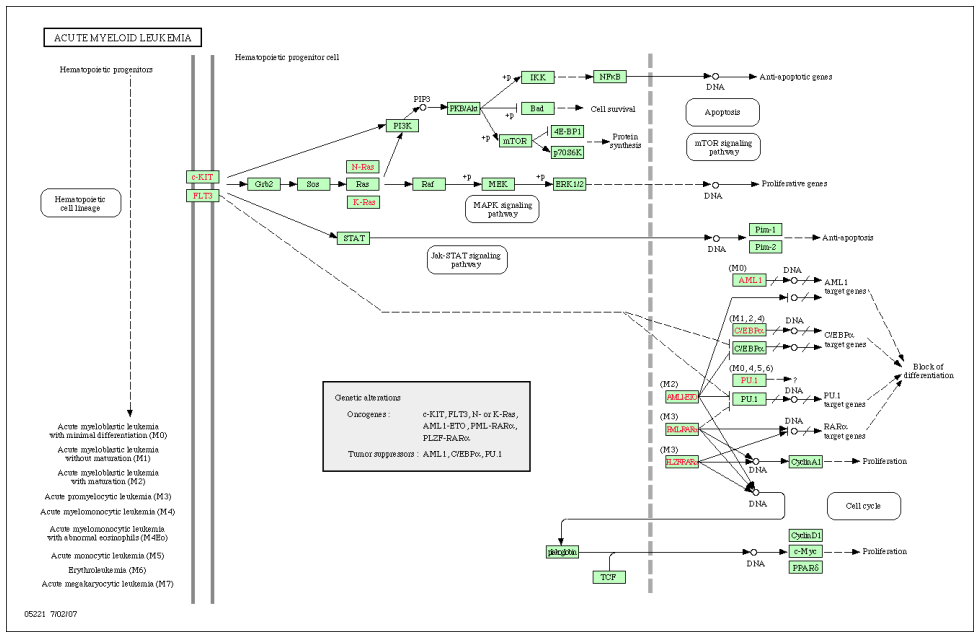 ACUTE MYELOID LEUKEMIA
Hematopoietic progenitor cell
Hematopoietic progenitors
Hematopoietic
cell lineage
Acute myeloblastic leukemia
with minimal differentiation (M0)
Acute myeloblastic leukemia
without maturation (M1)
Acute myeloblastic leukemia
with maturation (M2)
Acute promyelocytic leukemia (M3)
Acute myelomonocytic leukemia (M4)
Acute myelomonocytic leukemia
with abnormal eosinophils (M4Eo)
Acute monocytic leukemia (M5)
Erythroleukemia (M6)
Acute megakaryocytic leukemia (M7)
05221 7/02/07
c-KIT
FLT3
PIP3
PI3K
PKB/Akt
+p
IKK
NFκB
DNA
Anti-apoptotic genes
+p
Bad
Cell survival
Apoptosis
+p
mTOR
4E-BP1
p70S6K
Protein
synthesis
mTOR signaling
pathway
Grb2
Sos
N-Ras
Ras
K-Ras
Raf
+p
MEK
+p
ERK1/2
DNA
Proliferative genes
MAPK signaling
pathway
STAT
Jak-STAT signaling
pathway
DNA
Pim-1
Pim-2
Anti-apoptosis
(M0)
AML1
DNA
AML1
target genes
(M1,2,4)
C/EBPα
DNA
C/EBPα
C/EBPα
target genes
(M0,4,5,6)
PU.1
?
(M2)
AML1-ETO
PU.1
DNA
PU.1
target genes
Block of
differentiation
(M3)
PML-RARα
DNA
RARα
target genes
(M3)
PLZF-RARα
DNA
CyclinA1
Proliferation
DNA
Cell cycle
Genetic alterations
Oncogenes : c-KIT, FLT3, N- or K-Ras,
AML1-ETO, PML-RARα,
PLZF-RARα
Tumor suppressors : AML1, C/EBPα, PU.1
TCF
DNA
CyclinD1
c-Myc
PPARδ
Proliferation